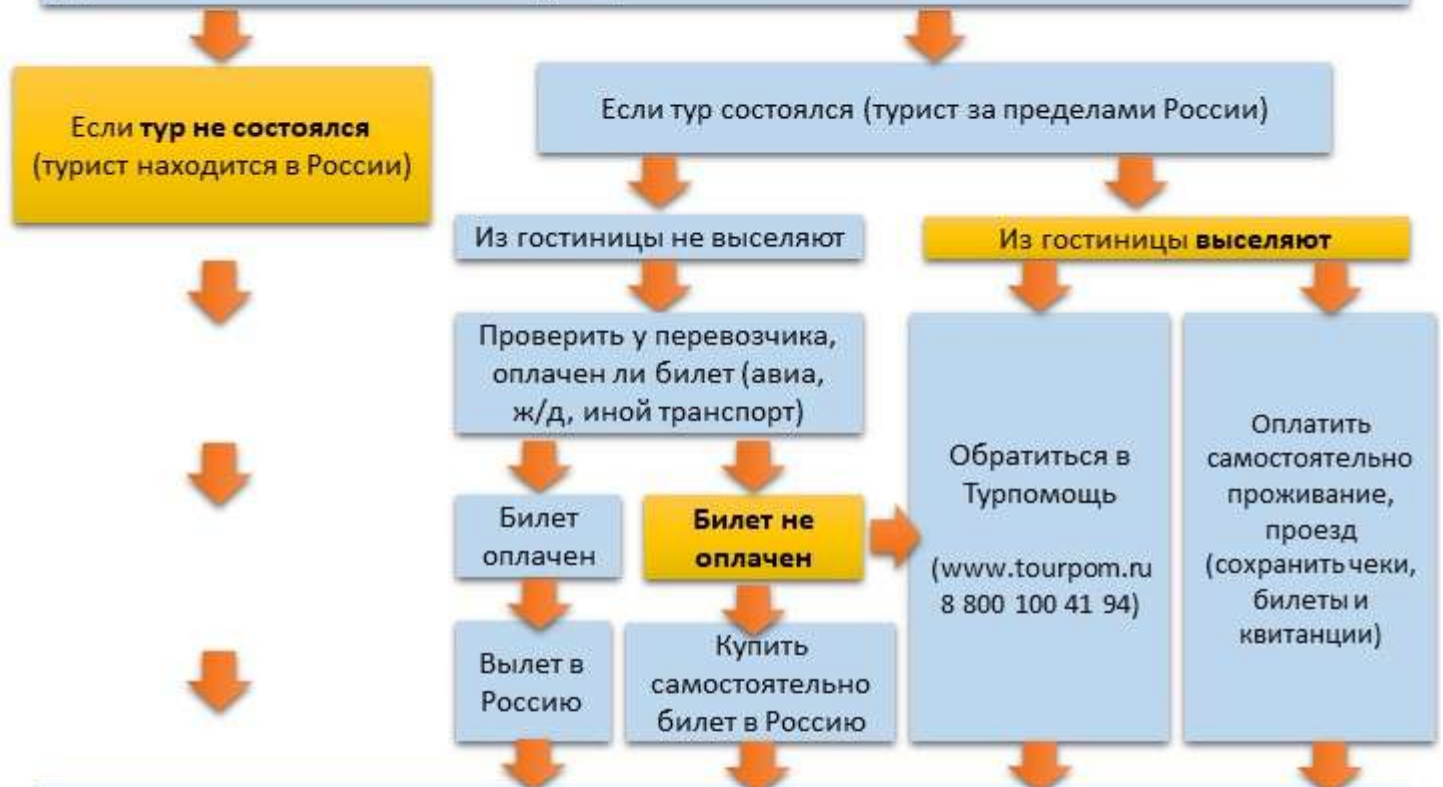 Если тур не состоялся
(турист находится в России)
Если тур состоялся (турист за пределами России)
Из гостиницы не выселяют
Из гостиницы выселяют
Проверить у перевозчика,
оплачен ли билет (авиа,
ж/д, иной транспорт)
Билет
оплачен
Билет не
оплачен
Вылет в
Россию
Купить
самостоятельно
билет в Россию
Обратиться в
Турпомощь
(www.tourpom.ru
8 800 100 41 94)
Оплатить
самостоятельно
проживание,
проезд
(сохранить чеки,
билеты и
квитанции)